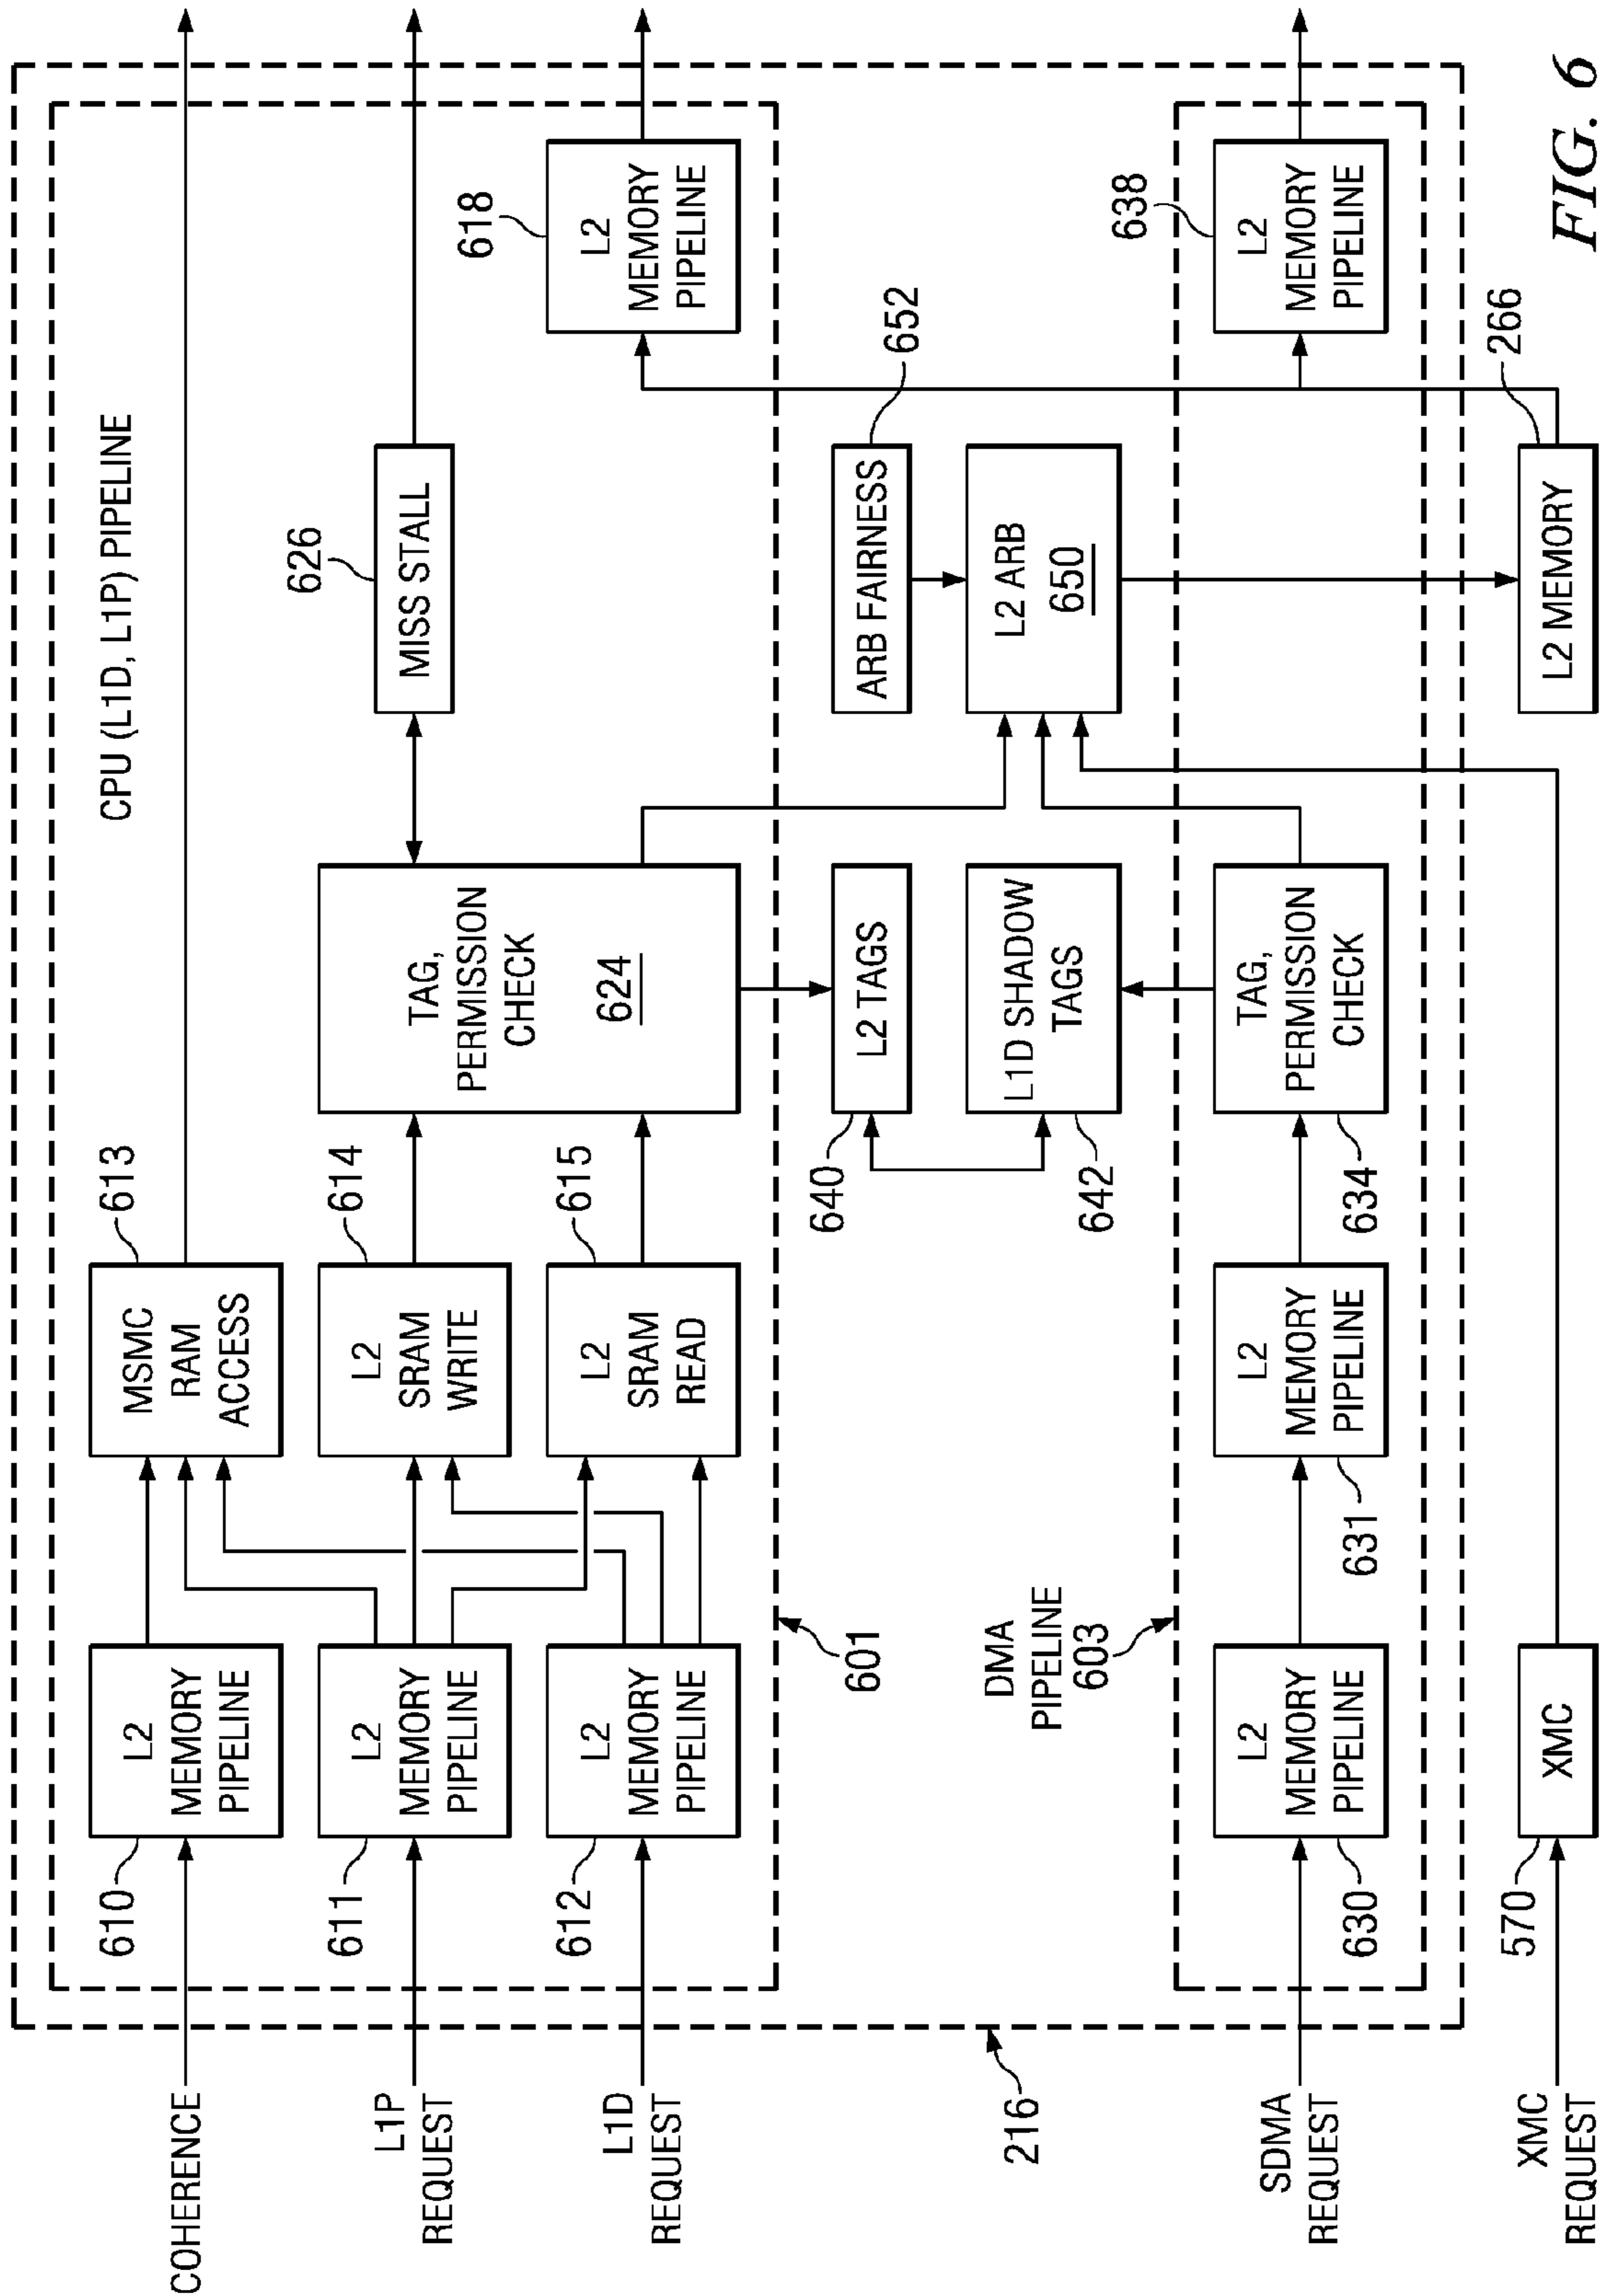 CPU (L1D, L1P) PIPELINE
COHERENCE
610
L2
MEMORY
PIPELINE
613
MSMC
RAM
ACCESS
L1P
REQUEST
611
L2
MEMORY
PIPELINE
614
L2
SRAM
WRITE
626
MISS STALL
L1D
REQUEST
612
L2
MEMORY
PIPELINE
615
L2
SRAM
READ
TAG,
PERMISSION
CHECK
624
618
L2
MEMORY
PIPELINE
601
640
L2 TAGS
ARB FAIRNESS
652
216
DMA
PIPELINE
603
642
L1D SHADOW
TAGS
L2 ARB
650
SDMA
REQUEST
630
L2
MEMORY
PIPELINE
631
L2
MEMORY
PIPELINE
634
TAG,
PERMISSION
CHECK
638
L2
MEMORY
PIPELINE
XMC
REQUEST
570
XMC
L2 MEMORY
266
FIG. 6